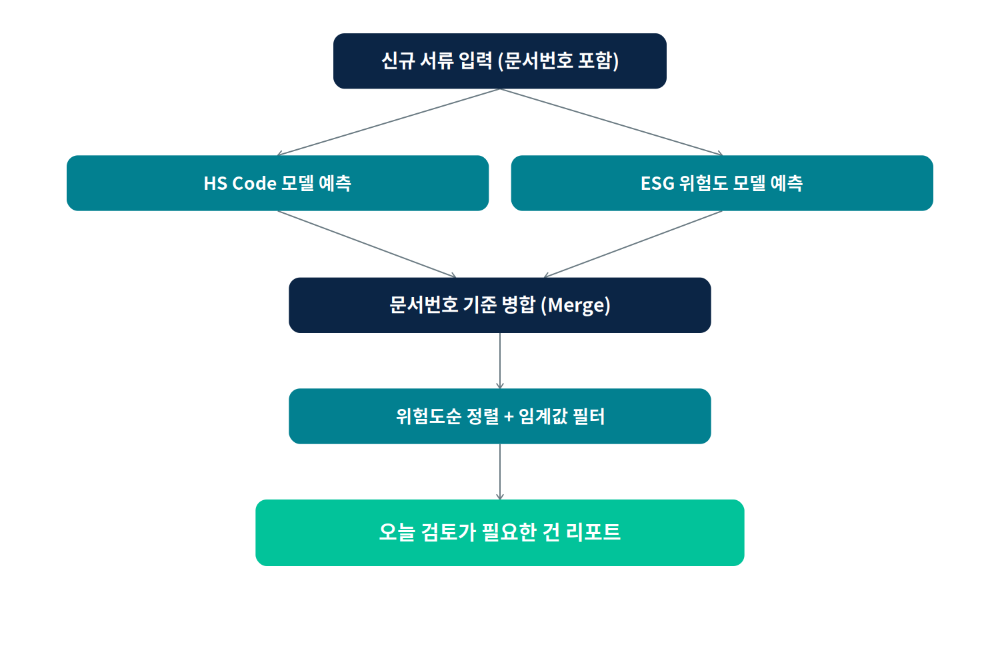 신규 서류 입력 (문서번호 포함)
HS Code 모델 예측
ESG 위험도 모델 예측
문서번호 기준 병합 (Merge)
위험도순 정렬 + 임계값 필터
오늘 검토가 필요한 건 리포트